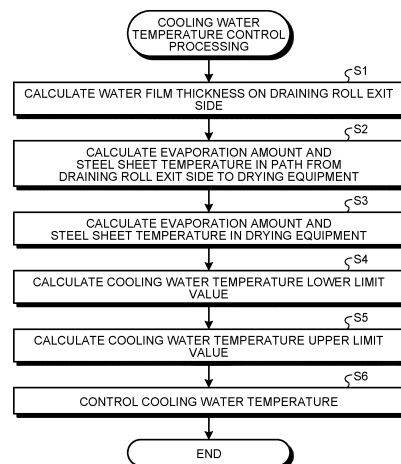 COOLING WATER
TEMPERATURE CONTROL
PROCESSING
S1
CALCULATE WATER FILM THICKNESS ON DRAINING ROLL EXIT
SIDE
S2
CALCULATE EVAPORATION AMOUNT AND
STEEL SHEET TEMPERATURE IN PATH FROM
DRAINING ROLL EXIT SIDE TO DRYING EQUIPMENT
S3
CALCULATE EVAPORATION AMOUNT AND
STEEL SHEET TEMPERATURE IN DRYING EQUIPMENT
S4
CALCULATE COOLING WATER TEMPERATURE LOWER LIMIT
VALUE
S5
CALCULATE COOLING WATER TEMPERATURE UPPER LIMIT
VALUE
S6
CONTROL COOLING WATER TEMPERATURE
END